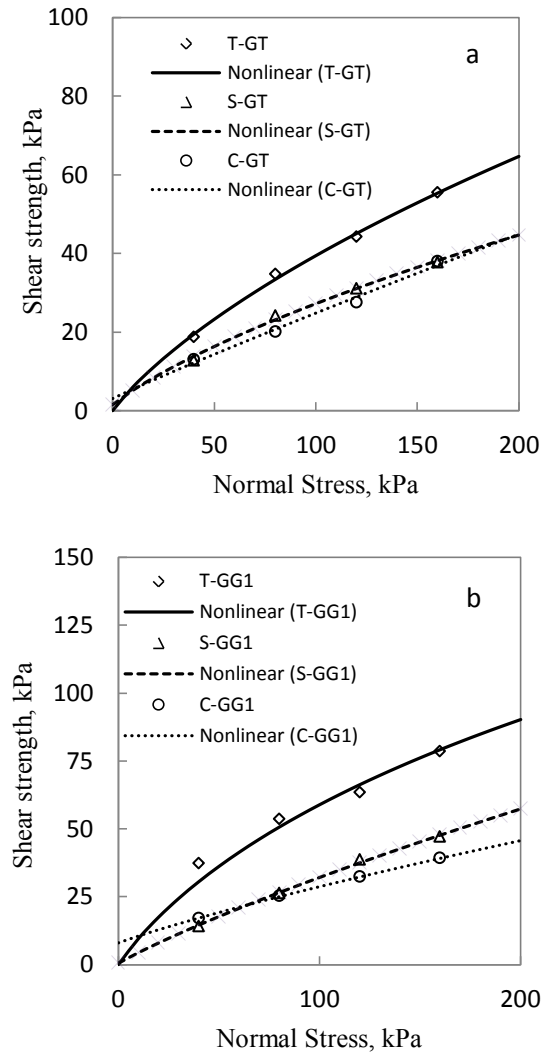 100
80
60
40
20
0
Shear strength, kPa
a
T-GT
Nonlinear (T-GT)
S-GT
Nonlinear (S-GT)
C-GT
Nonlinear (C-GT)
0 50 100 150 200
Normal Stress, kPa
150
125
100
75
50
25
0
Shear strength, kPa
b
T-GG1
Nonlinear (T-GG1)
S-GG1
Nonlinear (S-GG1)
C-GG1
Nonlinear (C-GG1)
0 100 200
Normal Stress, kPa